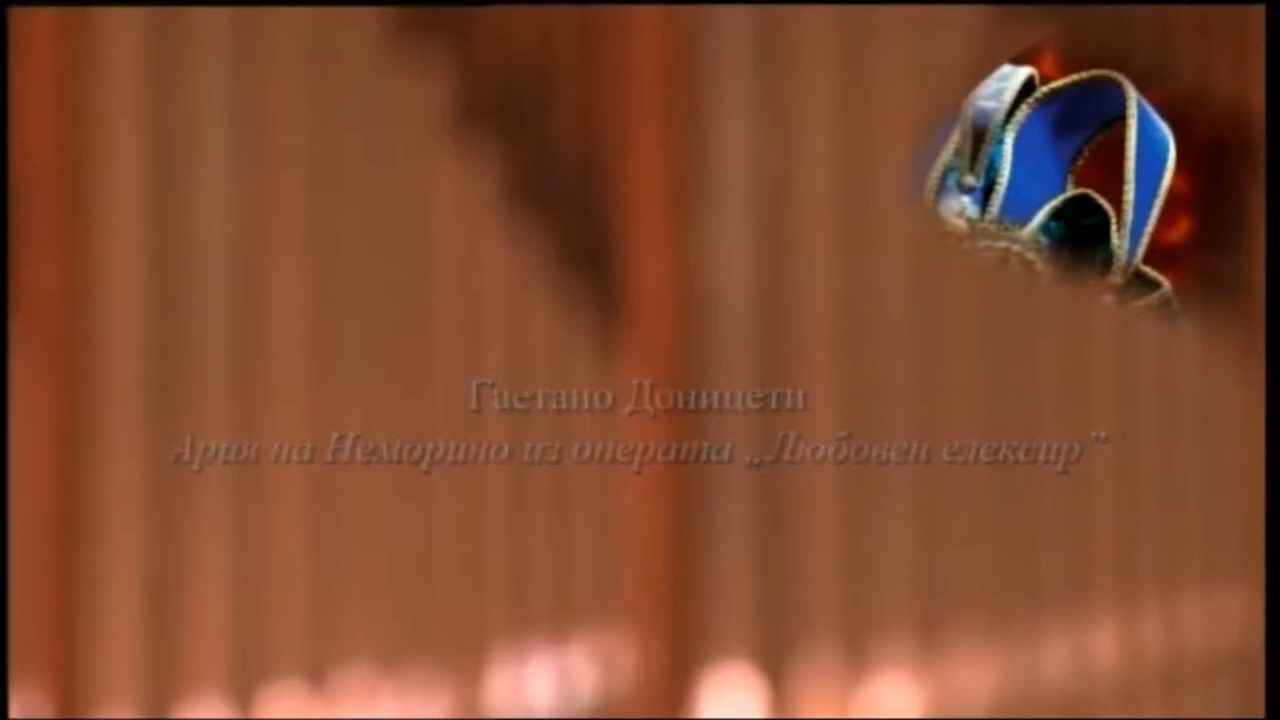 Гаетано Доницети
Ария на Неморино из операта „Любовен елексир”